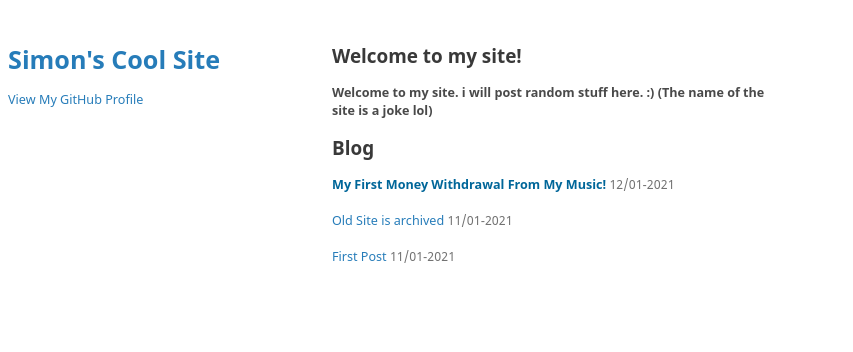 Simon's Cool Site
View My GitHub Profile
Welcome to my site!
Welcome to my site. i will post random stuff here. :) (The name of the
site is a joke lol)
Blog
My First Money Withdrawal From My Music! 12/01-2021
Old Site is archived 11/01-2021
First Post 11/01-2021